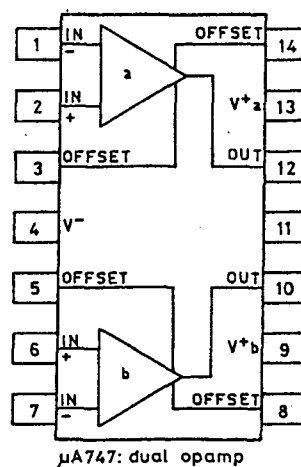 1 IN - a OFFSET 14
2 IN + V+a 13
3 OFFSET OUT 12
4 V- 11
5 OFFSET OUT 10
6 IN + b V+b 9
7 IN - OFFSET 8
µA747: dual opamp